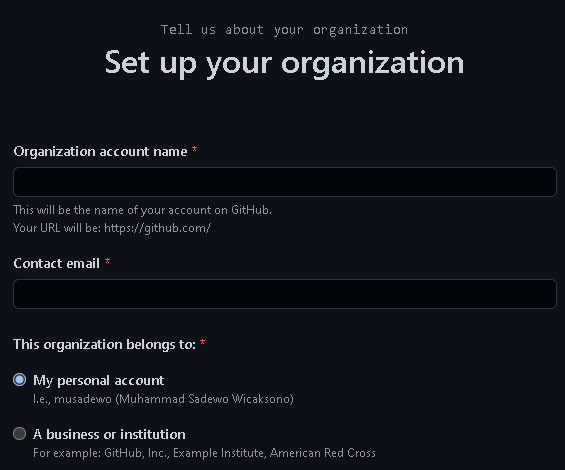 Tell us about your organization
Set up your organization
Organization account name *
This will be the name of your account on GitHub.
Your URL will be: https://github.com/
Contact email *
This organization belongs to: *
My personal account
I.e., musadewo (Muhammad Sadewo Wicaksono)
A business or institution
For example: GitHub, Inc., Example Institute, American Red Cross